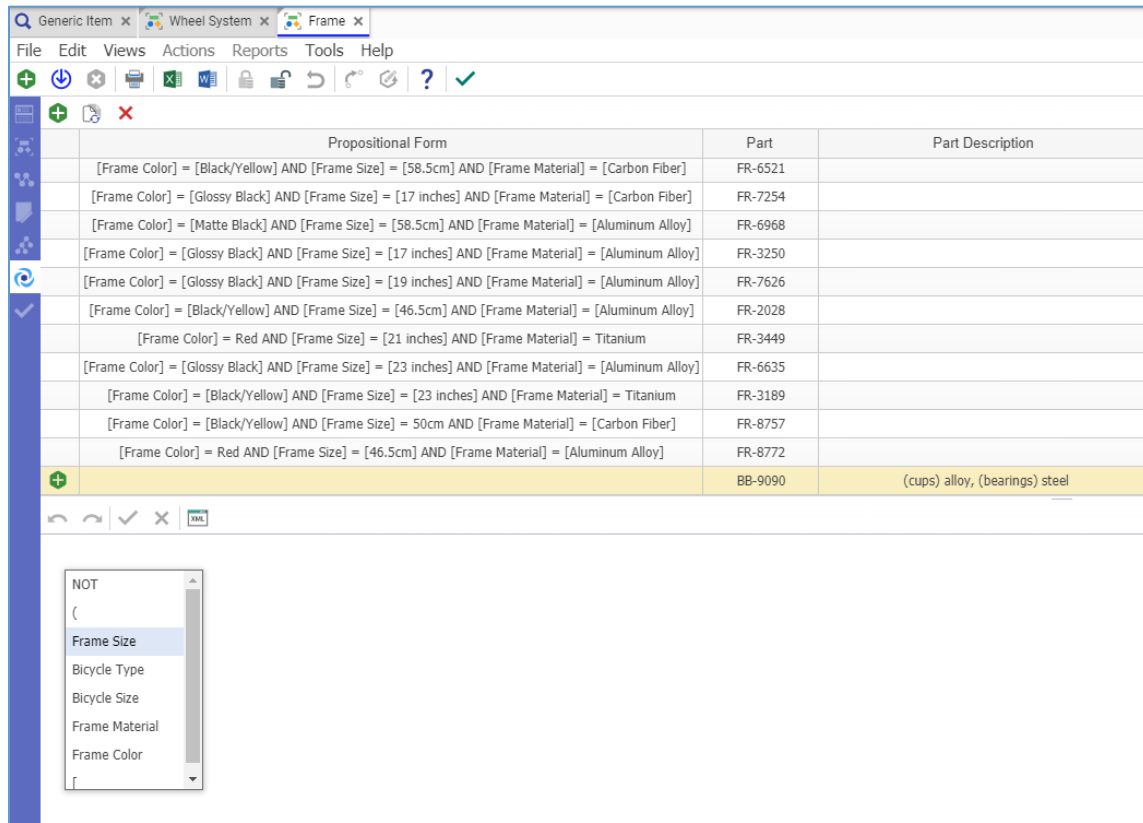 Generic Item Wheel System Frame
File Edit Views Actions Reports Tools Help
Propositional Form Part Part Description
[Frame Color] = [Black/Yellow] AND [Frame Size] = [58.5cm] AND [Frame Material] = [Carbon Fiber] FR-6521
[Frame Color] = [Glossy Black] AND [Frame Size] = [17 inches] AND [Frame Material] = [Carbon Fiber] FR-7254
[Frame Color] = [Matte Black] AND [Frame Size] = [58.5cm] AND [Frame Material] = [Aluminum Alloy] FR-6968
[Frame Color] = [Glossy Black] AND [Frame Size] = [17 inches] AND [Frame Material] = [Aluminum Alloy] FR-3250
[Frame Color] = [Glossy Black] AND [Frame Size] = [19 inches] AND [Frame Material] = [Aluminum Alloy] FR-7626
[Frame Color] = [Black/Yellow] AND [Frame Size] = [46.5cm] AND [Frame Material] = [Aluminum Alloy] FR-2028
[Frame Color] = Red AND [Frame Size] = [21 inches] AND [Frame Material] = Titanium FR-3449
[Frame Color] = [Glossy Black] AND [Frame Size] = [23 inches] AND [Frame Material] = [Aluminum Alloy] FR-6635
[Frame Color] = [Black/Yellow] AND [Frame Size] = [23 inches] AND [Frame Material] = Titanium FR-3189
[Frame Color] = [Black/Yellow] AND [Frame Size] = 50cm AND [Frame Material] = [Carbon Fiber] FR-8757
[Frame Color] = Red AND [Frame Size] = [46.5cm] AND [Frame Material] = [Aluminum Alloy] FR-8772
BB-9090 (cups) alloy, (bearings) steel
XML
NOT
(
Frame Size
Bicycle Type
Bicycle Size
Frame Material
Frame Color
[